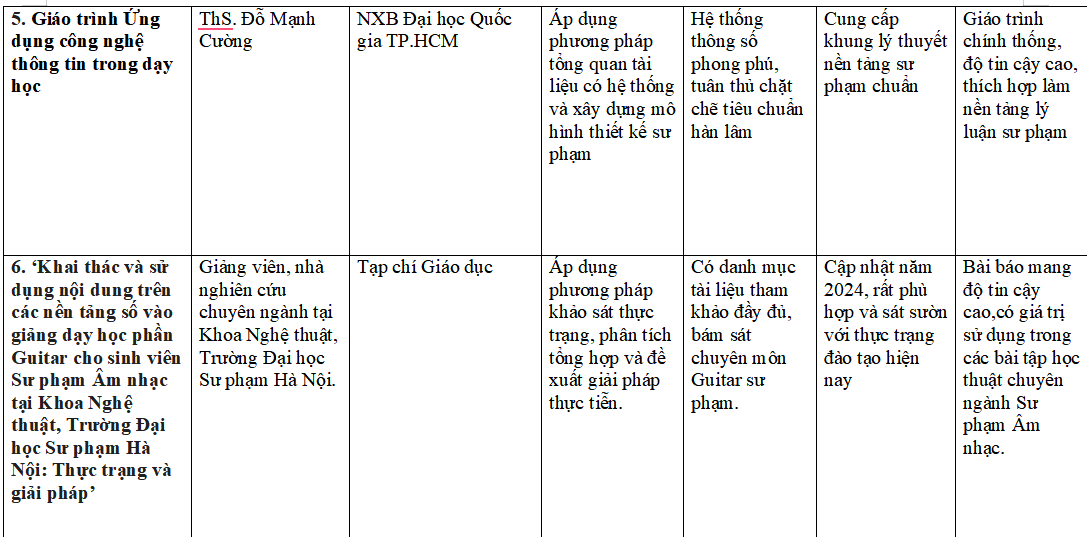 5. Giáo trình Ứng
dụng công nghệ
thông tin trong dạy
học
ThS. Đỗ Mạnh
Cường
NXB Đại học Quốc
gia TP.HCM
Áp dụng
phương pháp
tổng quan tài
liệu có hệ thống
và xây dựng mô
hình thiết kế sư
phạm
Hệ thống
thông số
phong phú,
tuân thủ chặt
chẽ tiêu chuẩn
hàn lâm
Cung cấp
khung lý thuyết
nền tảng sư
phạm chuẩn
Giáo trình
chính thống,
độ tin cậy cao,
thích hợp làm
nền tảng lý
luận sư phạm
6. ‘Khai thác và sử
dụng nội dung trên
các nền tảng số vào
giảng dạy học phần
Guitar cho sinh viên
Sư phạm Âm nhạc
tại Khoa Nghệ
thuật, Trường Đại
học Sư phạm Hà
Nội: Thực trạng và
giải pháp’
Giảng viên, nhà
nghiên cứu
chuyên ngành tại
Khoa Nghệ thuật,
Trường Đại học
Sư phạm Hà Nội.
Tạp chí Giáo dục
Áp dụng
phương pháp
khảo sát thực
trạng, phân tích
tổng hợp và đề
xuất giải pháp
thực tiễn.
Có danh mục
tài liệu tham
khảo đầy đủ,
bám sát
chuyên môn
Guitar sư
phạm.
Cập nhật năm
2024, rất phù
hợp và sát sườn
với thực trạng
đào tạo hiện
nay
Bài báo mang
độ tin cậy
cao,có giá trị
sử dụng trong
các bài tập học
thuật chuyên
ngành Sư
phạm Âm
nhạc.